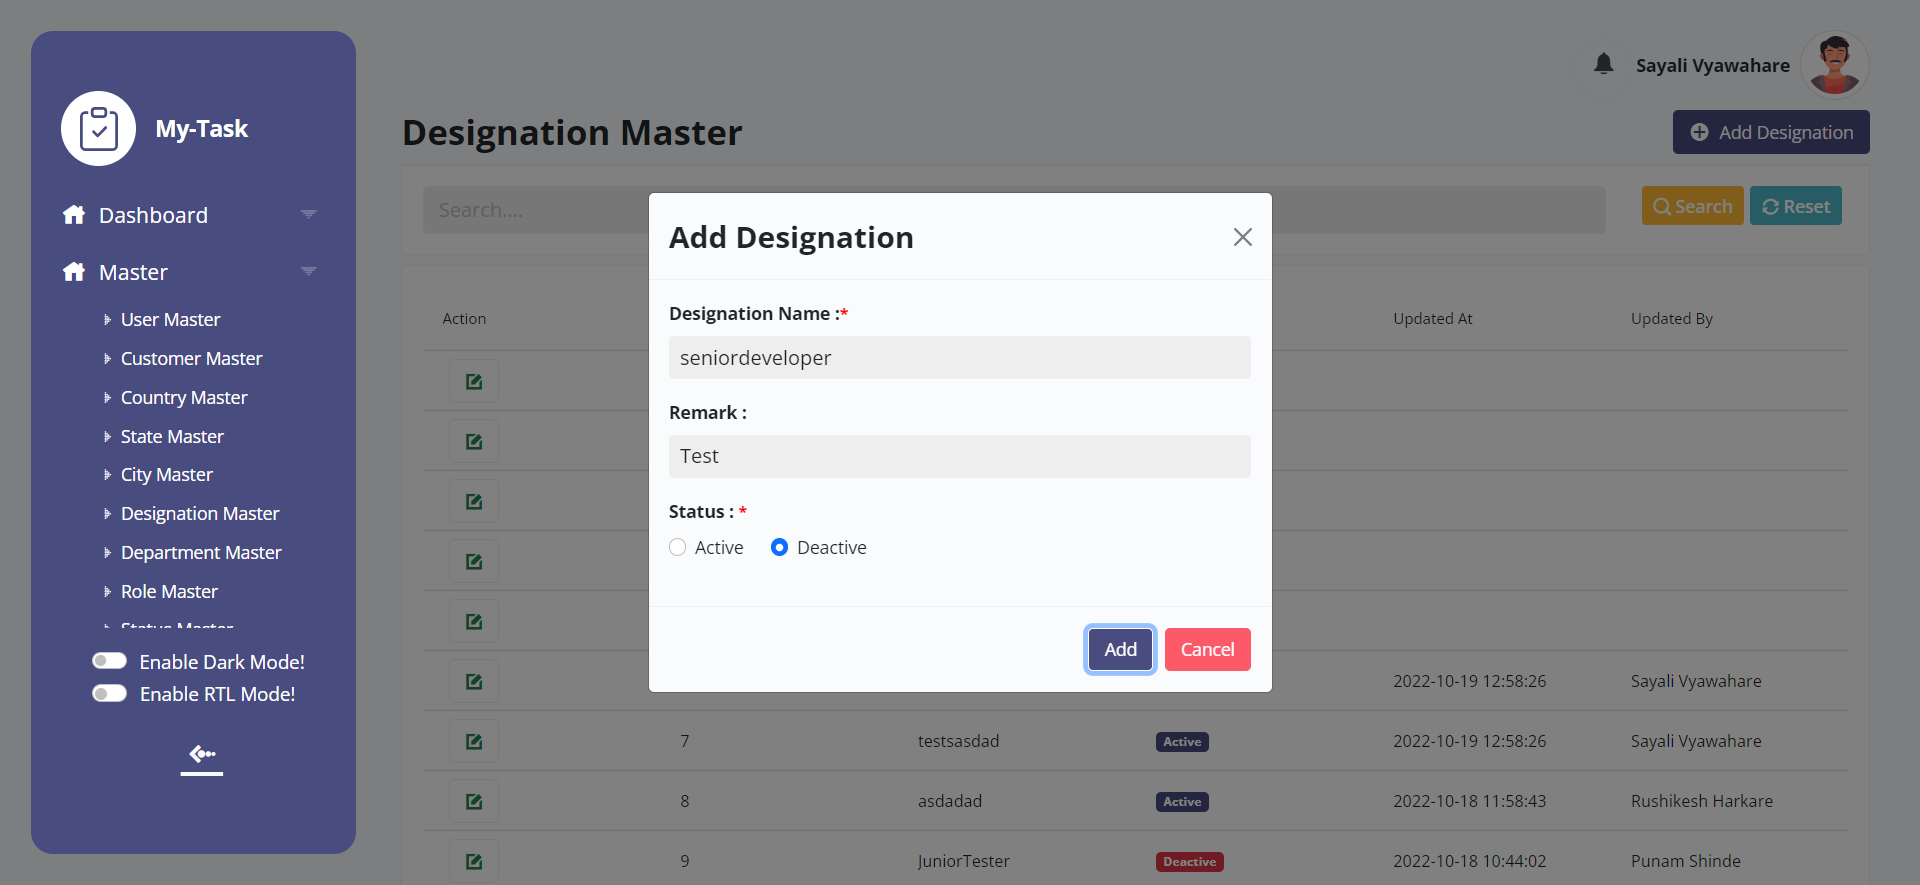 My-Task
Dashboard
Master
User Master
Customer Master
Country Master
State Master
City Master
Designation Master
Department Master
Role Master
Status Master
Enable Dark Mode!
Enable RTL Mode!
Sayali Vyawahare
Designation Master
Add Designation
Search....
Search
Reset
Action Updated At Updated By
2022-10-19 12:58:26 Sayali Vyawahare
7 testsasdad Active 2022-10-19 12:58:26 Sayali Vyawahare
8 asdadad Active 2022-10-18 11:58:43 Rushikesh Harkare
9 JuniorTester Deactive 2022-10-18 10:44:02 Punam Shinde
Add Designation
Designation Name :*
seniordeveloper
Remark :
Test
Status : *
Active Deactive
Add Cancel